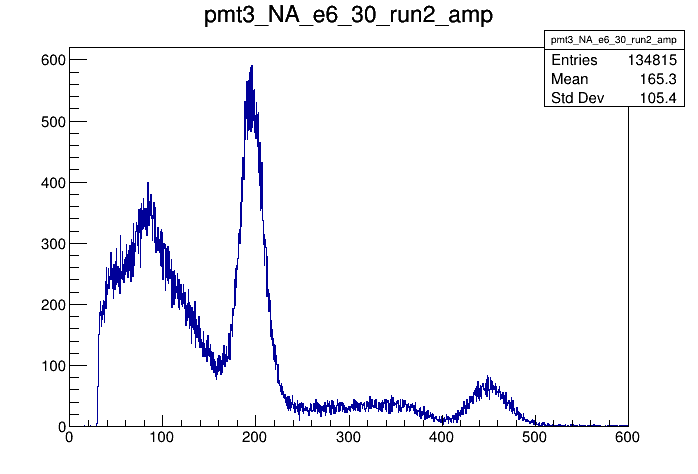 pmt3_NA_e6_30_run2_amp
pmt3_NA_e6_30_run2_amp
Entries 134815
Mean 165.3
Std Dev 105.4
600
500
400
300
200
100
0
0 100 200 300 400 500 600